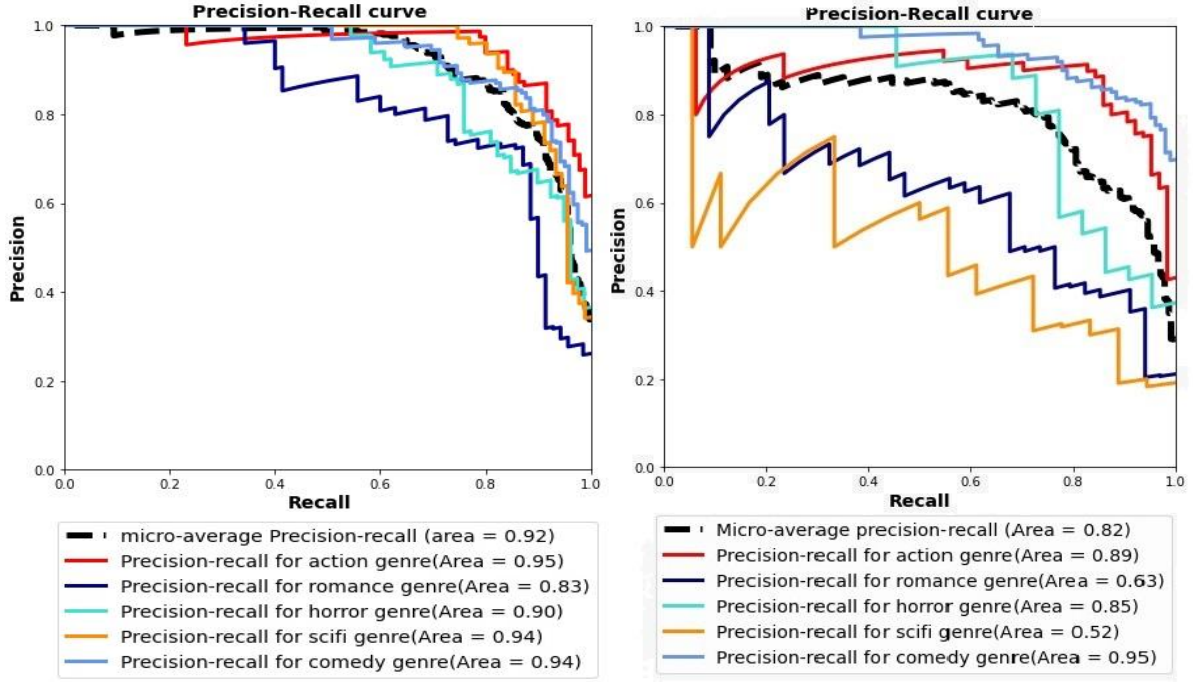 Precision-Recall curve
1.0
0.8
0.6
0.4
0.2
0.0
Precision
0.0 0.2 0.4 0.6 0.8 1.0
Recall
micro-average Precision-recall (area = 0.92)
Precision-recall for action genre(Area = 0.95)
Precision-recall for romance genre(Area = 0.83)
Precision-recall for horror genre(Area = 0.90)
Precision-recall for scifi genre(Area = 0.94)
Precision-recall for comedy genre(Area = 0.94)
Precision-Recall curve
1.0
0.8
0.6
0.4
0.2
0.0
Precision
0.0 0.2 0.4 0.6 0.8 1.0
Recall
Micro-average precision-recall (Area = 0.82)
Precision-recall for action genre(Area = 0.89)
Precision-recall for romance genre(Area = 0.63)
Precision-recall for horror genre(Area = 0.85)
Precision-recall for scifi genre(Area = 0.52)
Precision-recall for comedy genre(Area = 0.95)